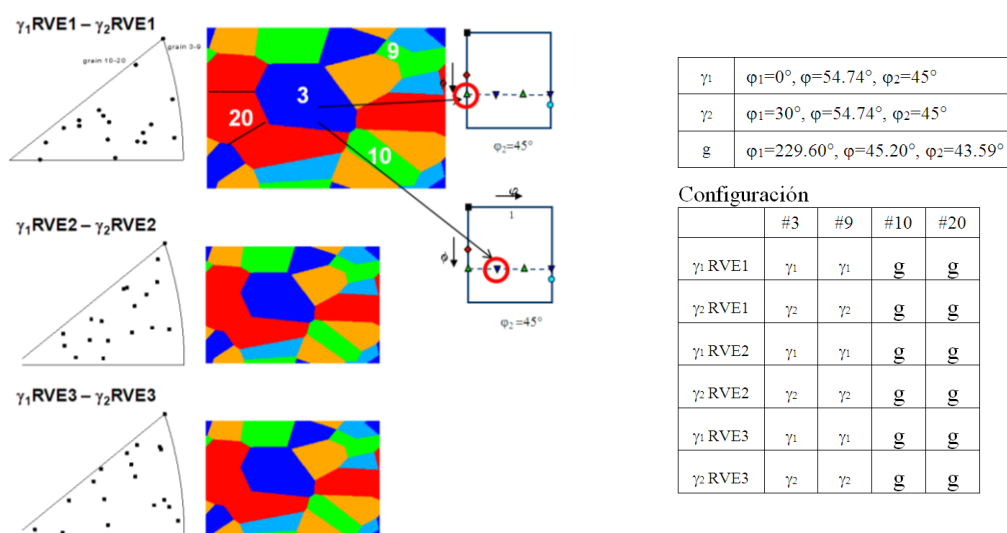 γ₁RVE1 – γ₂RVE1
grain 3-9
grain 10-20
3
9
20
10
φ₂=45°
φ
1
ϕ
φ₂=45°
γ₁RVE2 – γ₂RVE2
γ₁RVE3 – γ₂RVE3
γ₁ φ₁=0°, φ=54.74°, φ₂=45°
γ₂ φ₁=30°, φ=54.74°, φ₂=45°
g φ₁=229.60°, φ=45.20°, φ₂=43.59°
Configuración
#3 #9 #10 #20
γ₁ RVE1 γ₁ γ₁ g g
γ₂ RVE1 γ₂ γ₂ g g
γ₁ RVE2 γ₁ γ₁ g g
γ₂ RVE2 γ₂ γ₂ g g
γ₁ RVE3 γ₁ γ₁ g g
γ₂ RVE3 γ₂ γ₂ g g